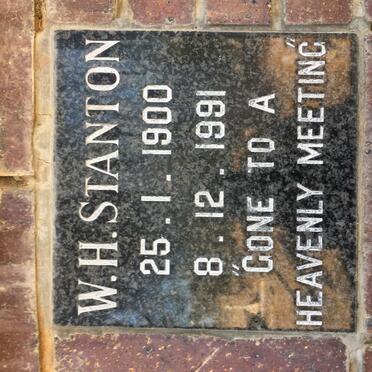 W.H.STANTON
25.1.1900
8.12.1991
"GONE TO A
HEAVENLY MEETING"